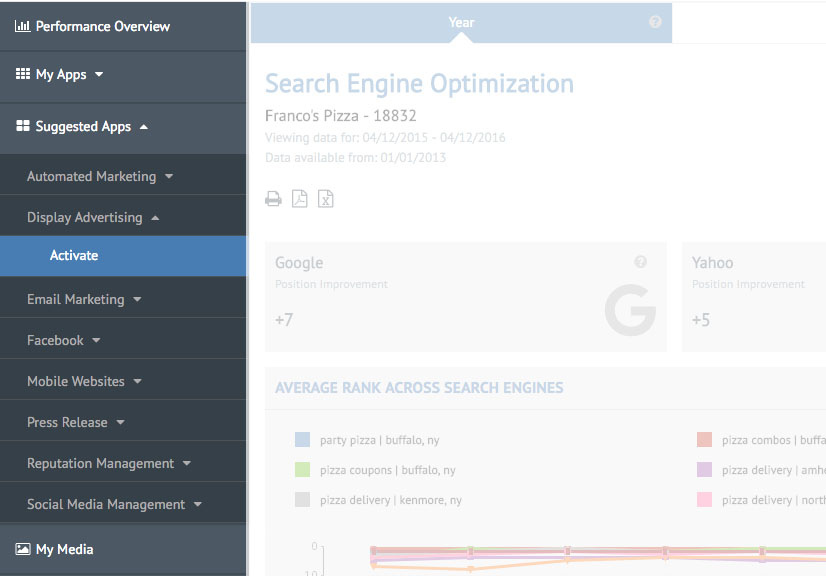 Performance Overview
My Apps
Suggested Apps
Automated Marketing
Display Advertising
Activate
Email Marketing
Facebook
Mobile Websites
Press Release
Reputation Management
Social Media Management
My Media
Year
?
Search Engine Optimization
Franco's Pizza - 18832
Viewing data for: 04/12/2015 - 04/12/2016
Data available from: 01/01/2013
Google
?
Position Improvement
+7
G
Yahoo
Position Improvement
+5
AVERAGE RANK ACROSS SEARCH ENGINES
party pizza | buffalo, ny
pizza coupons | buffalo, ny
pizza delivery | kenmore, ny
pizza combos | buffa
pizza delivery | amh
pizza delivery | nort
0
10